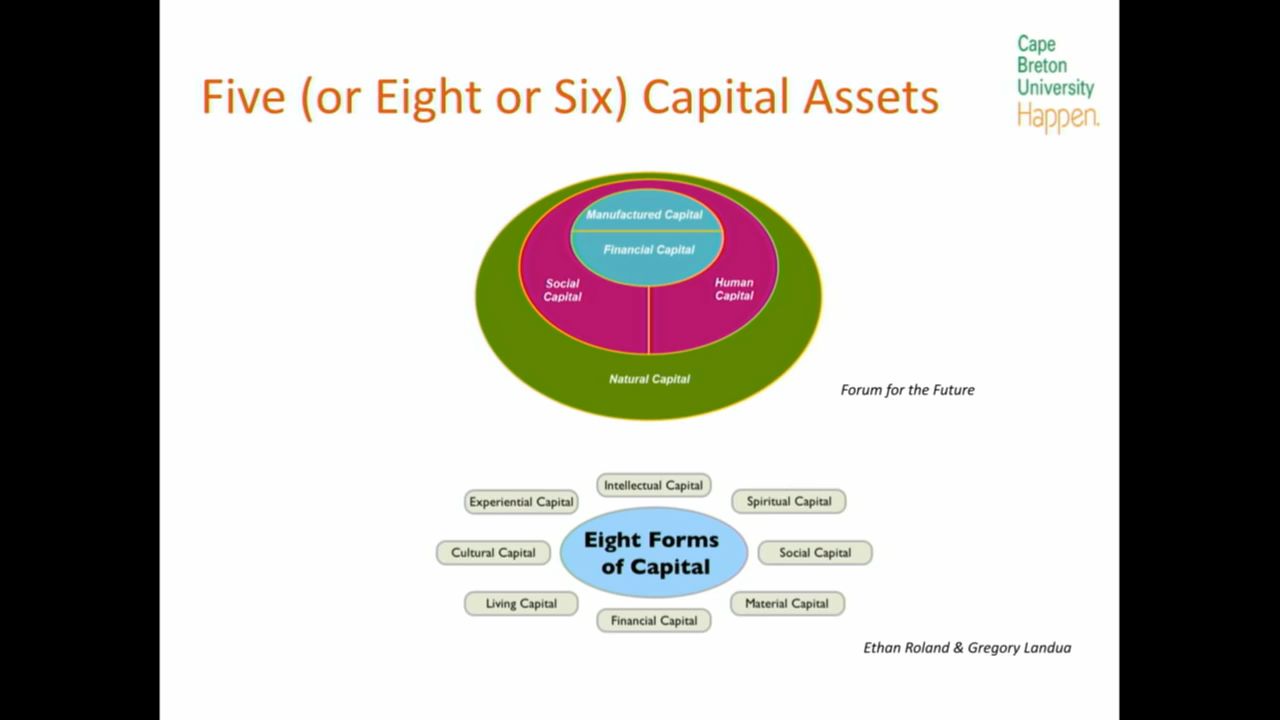 Five (or Eight or Six) Capital Assets
Cape
Breton
University
Happen.
Manufactured Capital
Financial Capital
Social
Capital
Human
Capital
Natural Capital
Forum for the Future
Intellectual Capital
Experiential Capital
Spiritual Capital
Eight Forms
of Capital
Cultural Capital
Social Capital
Living Capital
Material Capital
Financial Capital
Ethan Roland & Gregory Landua